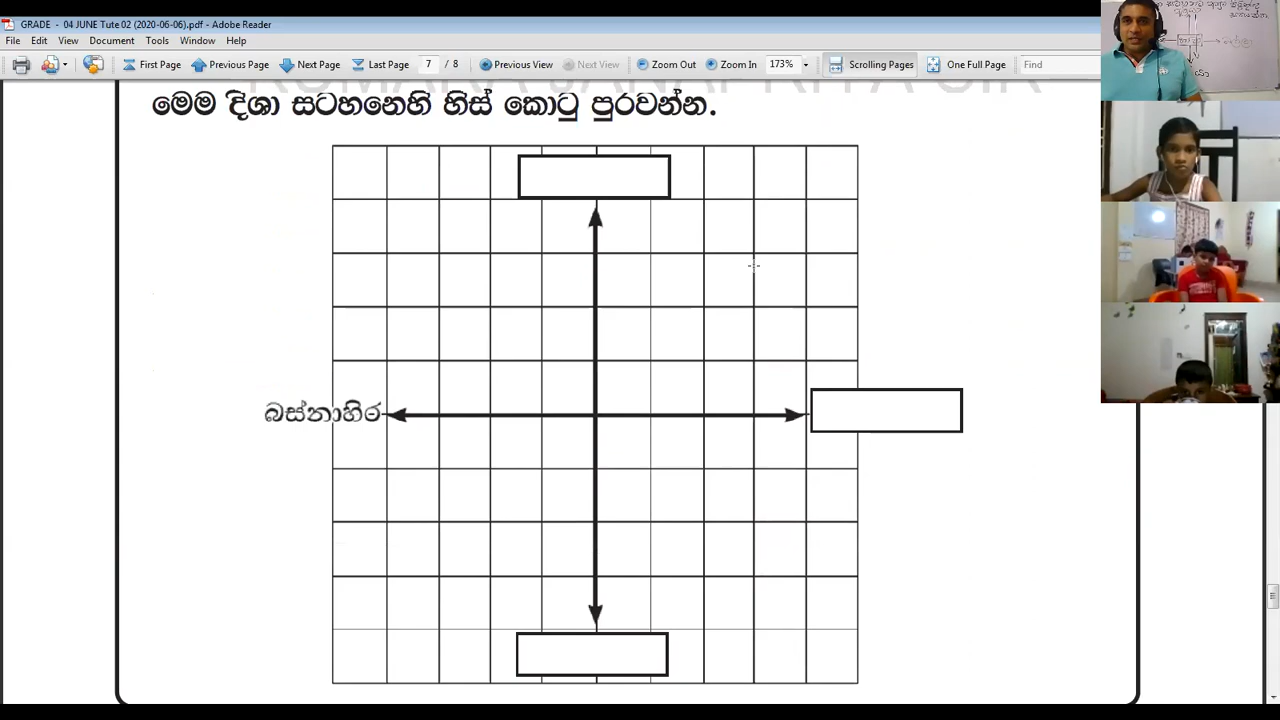 GRADE - 04 JUNE Tute 02 (2020-06-06).pdf - Adobe Reader
File Edit View Document Tools Window Help
First Page Previous Page Next Page Last Page 7 / 8 Previous View Next View Zoom Out Zoom In 173% Scrolling Pages One Full Page Find
මෙම දිශා සටහනෙහි හිස් කොටු පුරවන්න.
බස්නාහිර